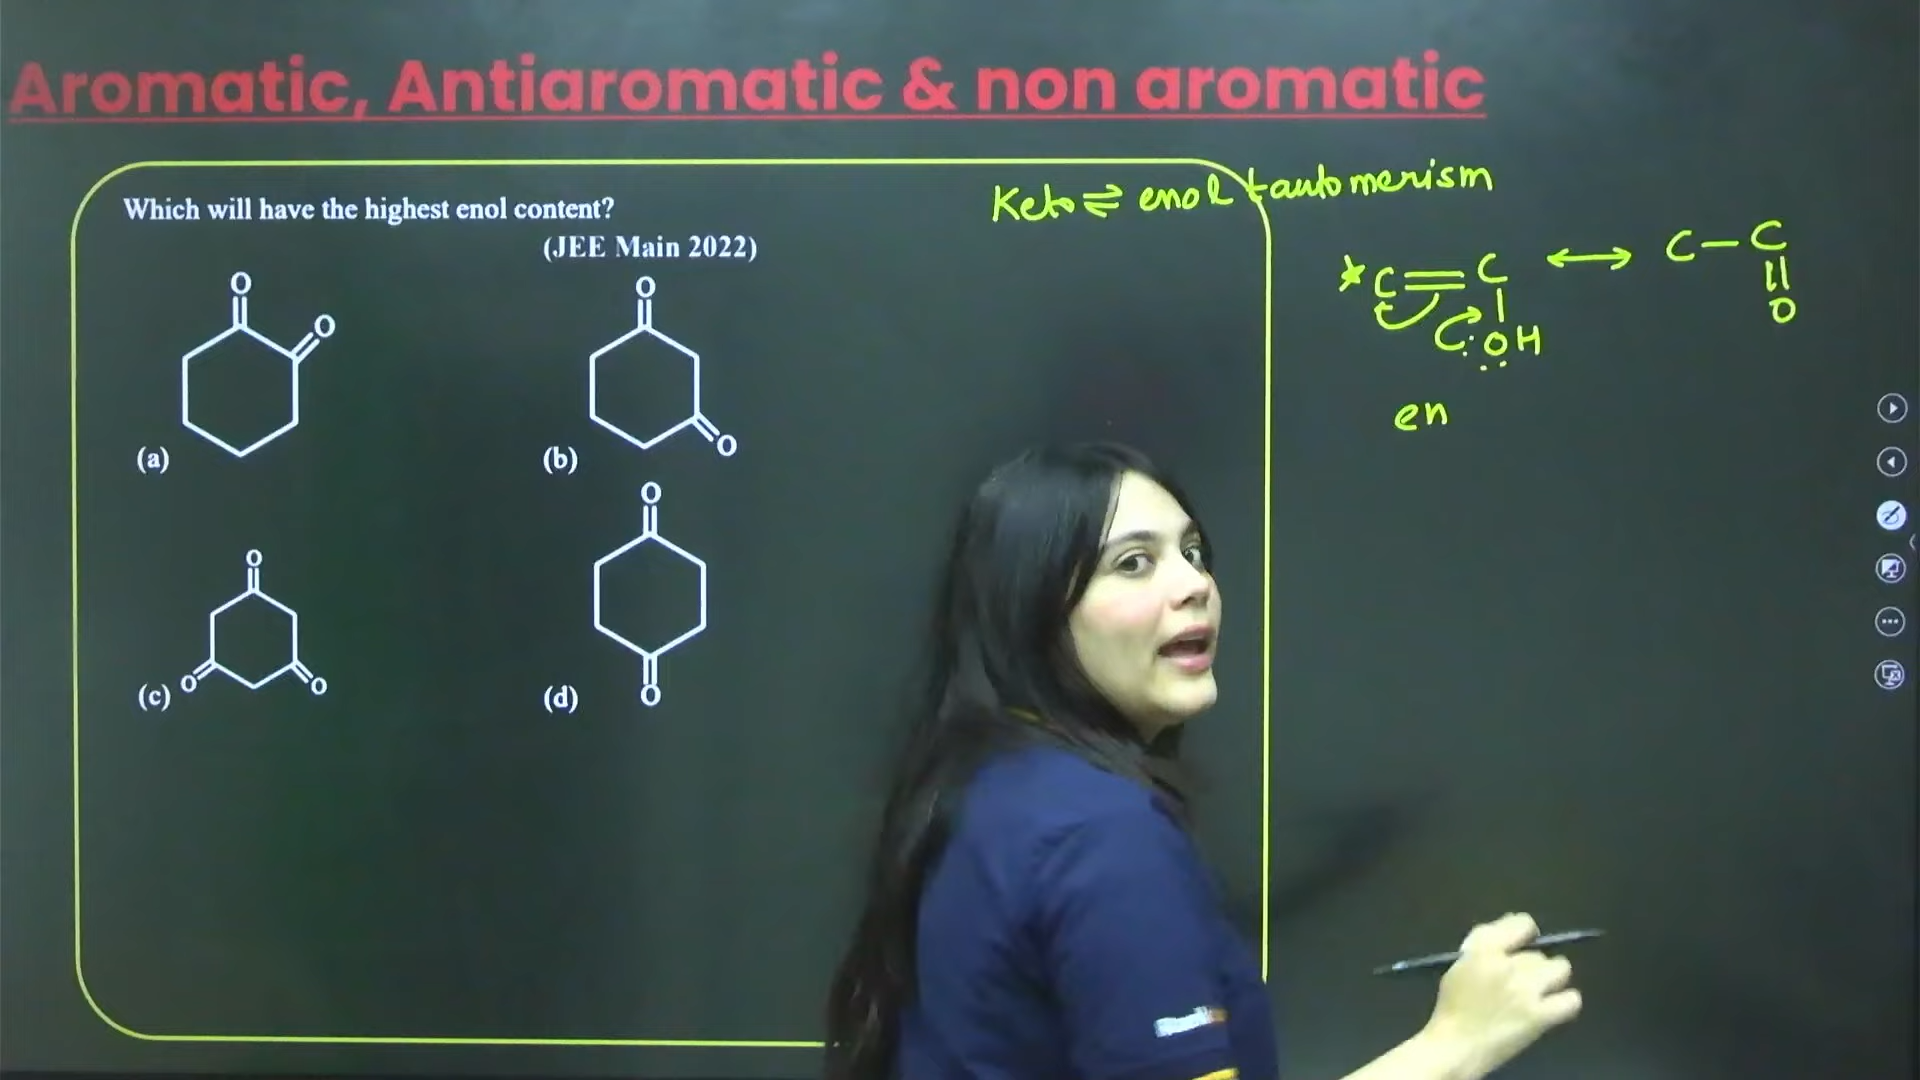 Aromatic, Antiaromatic & non aromatic
Which will have the highest enol content?
(JEE Main 2022)
Keto ⇌ enol tautomerism
O
O
(a)
O
O
(b)
O
O
O
(c)
O
O
(d)
*C=C ↔ C-C
OH
O
en